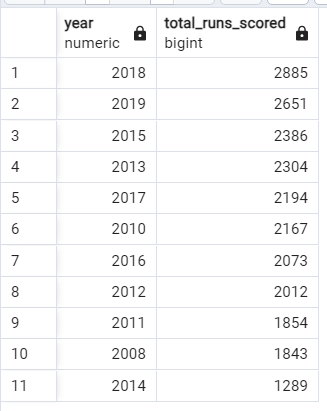 year total_runs_scored
numeric bigint
1 2018 2885
2 2019 2651
3 2015 2386
4 2013 2304
5 2017 2194
6 2010 2167
7 2016 2073
8 2012 2012
9 2011 1854
10 2008 1843
11 2014 1289